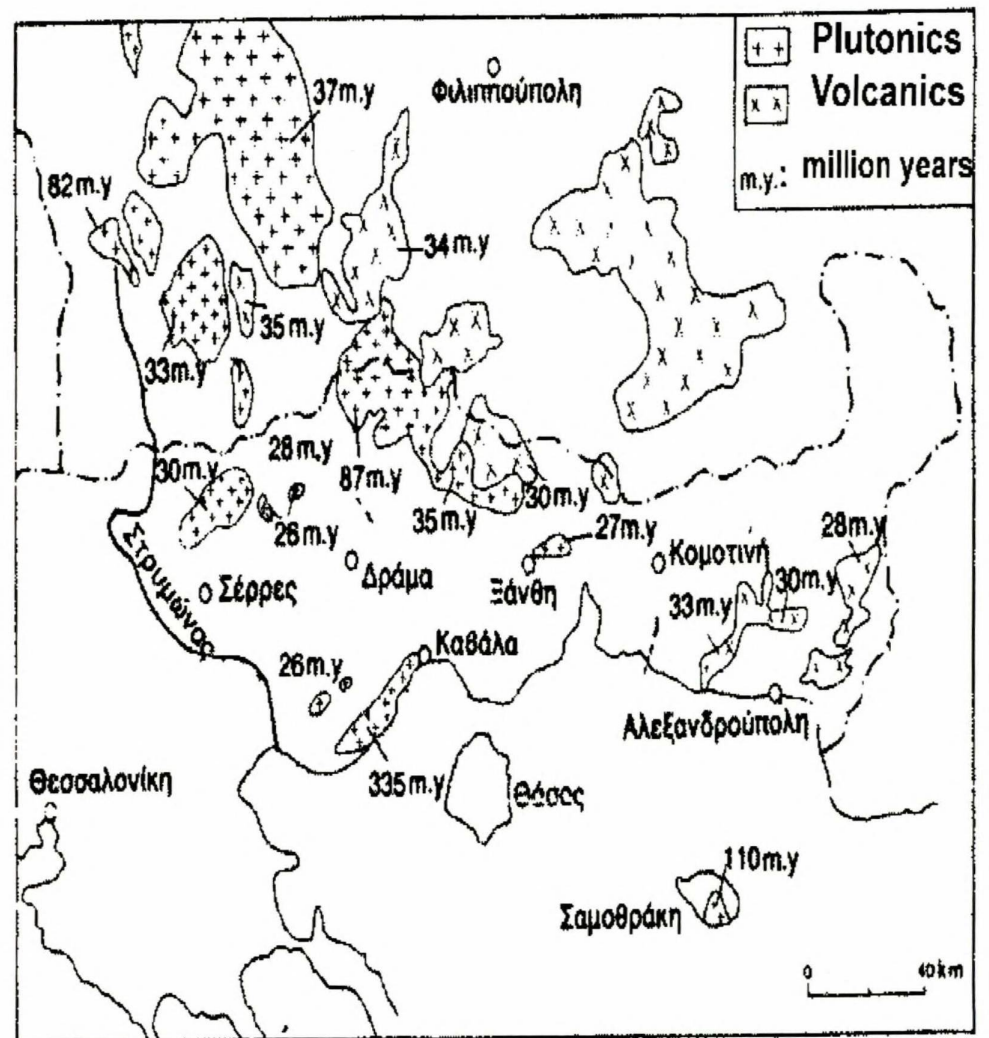 Plutonics
Volcanics
m.y.: million years
Φιλιππούπολη
37m.y
82m.y
34m.y
35m.y
33m.y
28m.y
30m.y
87m.y
26m.y
35m.y
30m.y
27m.y
Στρυμώνας
Σέρρες
Δράμα
Ξάνθη
Κομοτινή
28m.y
30m.y
33m.y
Καβάλα
26m.y
Αλεξανδρούπολη
335m.y
Θάσος
Θεσσαλονίκη
110m.y
Σαμοθράκη
0 40km